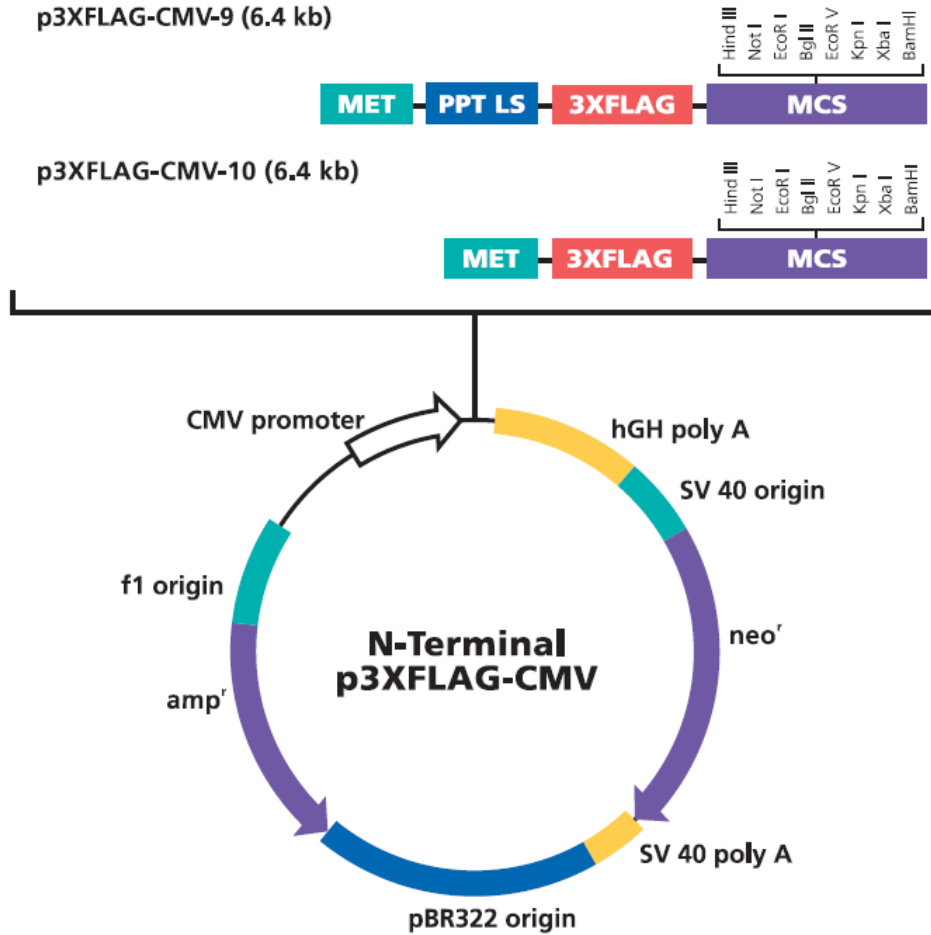 p3XFLAG-CMV-9 (6.4 kb)
Hind III
Not I
EcoR I
Bgl II
EcoR V
Kpn I
Xba I
BamHI
MET PPT LS 3XFLAG MCS
p3XFLAG-CMV-10 (6.4 kb)
Hind III
Not I
EcoR I
Bgl II
EcoR V
Kpn I
Xba I
BamHI
MET 3XFLAG MCS
CMV promoter
hGH poly A
SV 40 origin
f1 origin
neoʳ
N-Terminal
p3XFLAG-CMV
ampʳ
SV 40 poly A
pBR322 origin